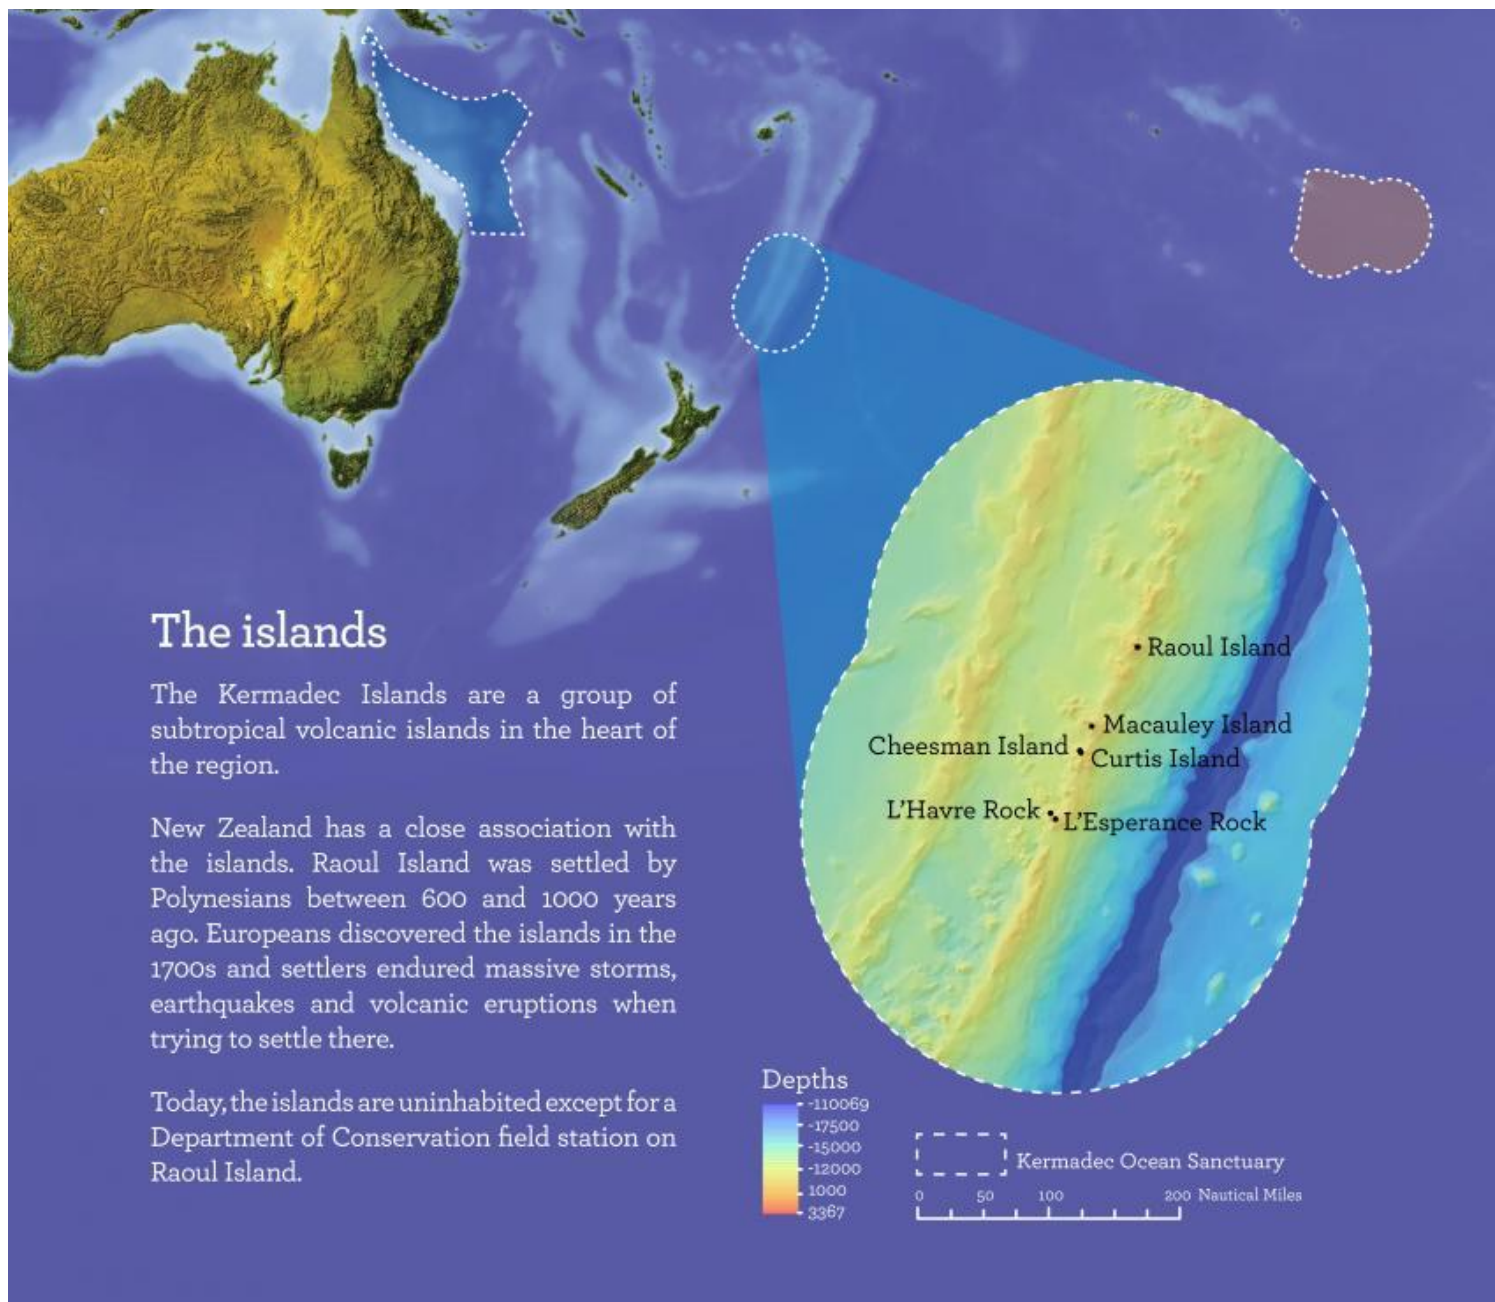 Raoul Island
Macauley Island
Cheesman Island
Curtis Island
L'Havre Rock
L'Esperance Rock
The islands
The Kermadec Islands are a group of
subtropical volcanic islands in the heart of
the region.
New Zealand has a close association with
the islands. Raoul Island was settled by
Polynesians between 600 and 1000 years
ago. Europeans discovered the islands in the
1700s and settlers endured massive storms,
earthquakes and volcanic eruptions when
trying to settle there.
Today, the islands are uninhabited except for a
Department of Conservation field station on
Raoul Island.
Depths
-110069
-17500
-15000
-12000
1000
3367
Kermadec Ocean Sanctuary
0 50 100 200 Nautical Miles